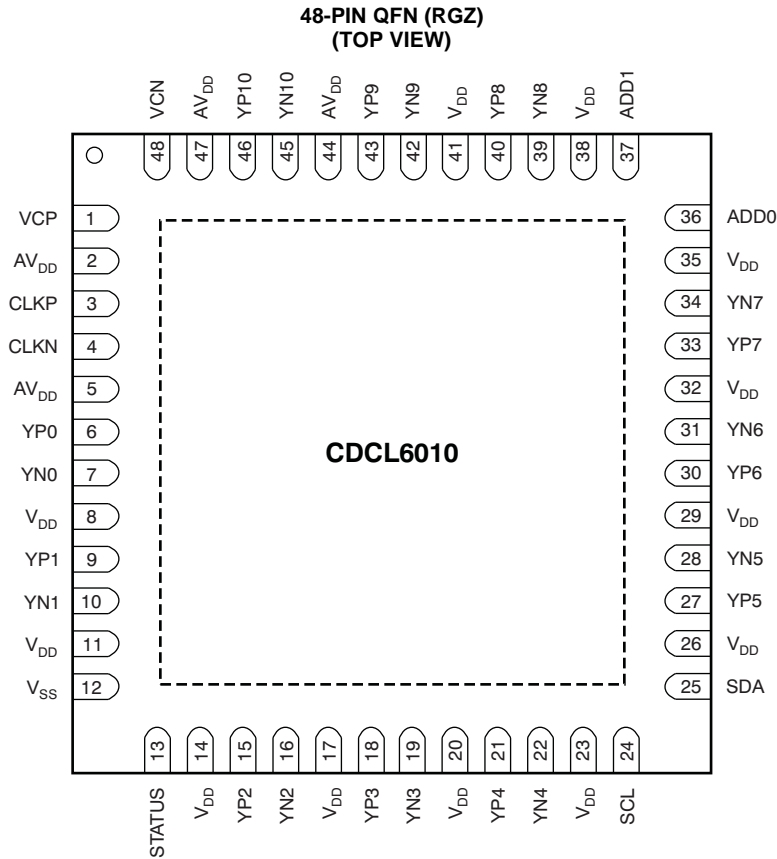 48-PIN QFN (RGZ)
(TOP VIEW)
VCN AVDD YP10 YN10 AVDD YP9 YN9 VDD YP8 YN8 VDD ADD1
48 47 46 45 44 43 42 41 40 39 38 37
VCP 1 36 ADD0
AVDD 2 35 VDD
CLKP 3 34 YN7
CLKN 4 33 YP7
AVDD 5 32 VDD
YP0 6 31 YN6
YN0 7 CDCL6010 30 YP6
VDD 8 29 VDD
YP1 9 28 YN5
YN1 10 27 YP5
VDD 11 26 VDD
VSS 12 25 SDA
13 14 15 16 17 18 19 20 21 22 23 24
STATUS VDD YP2 YN2 VDD YP3 YN3 VDD YP4 YN4 VDD SCL